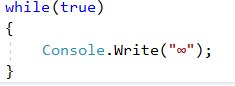 while(true)
{
    Console.Write("∞");
}